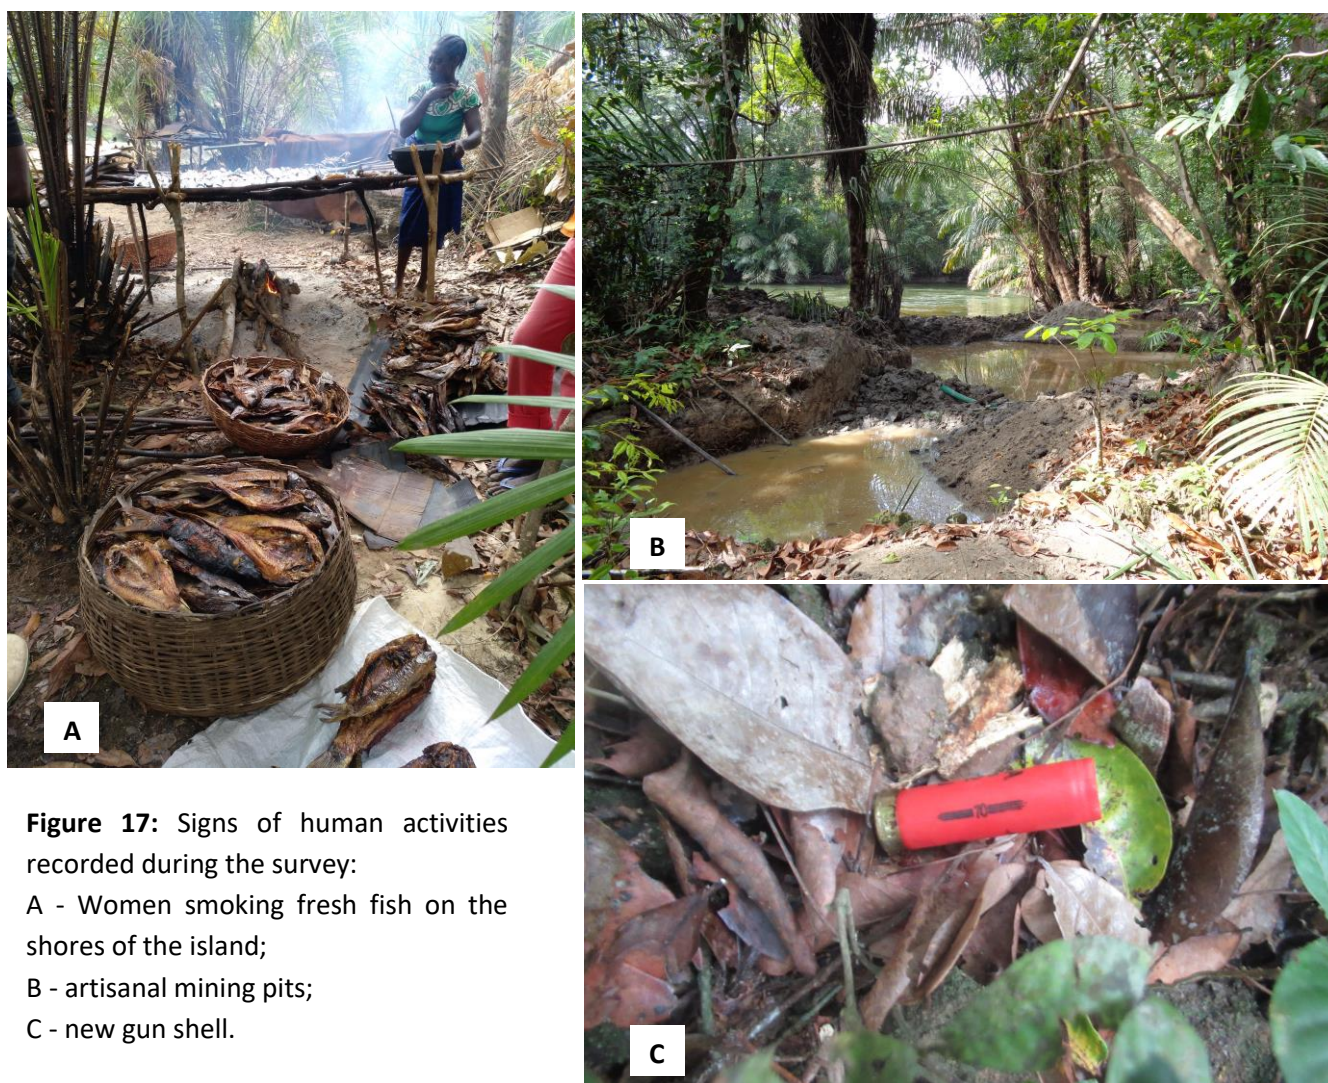 A
B
Figure 17: Signs of human activities
recorded during the survey:
A - Women smoking fresh fish on the
shores of the island;
B - artisanal mining pits;
C - new gun shell.
70
C